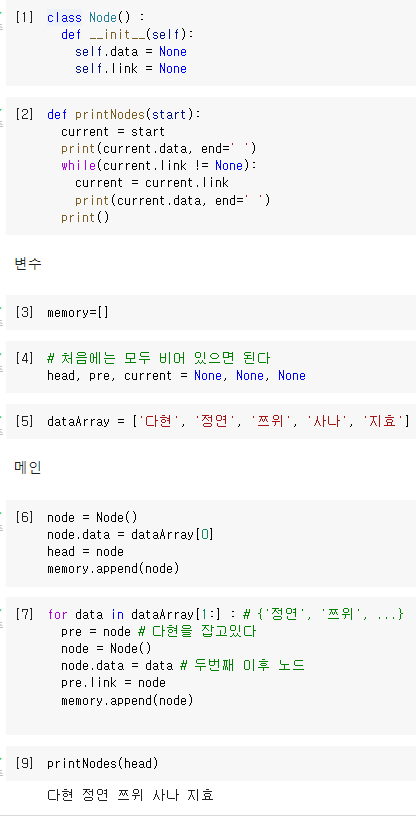 [1] class Node() :
def __init__(self):
self.data = None
self.link = None
[2] def printNodes(start):
current = start
print(current.data, end=' ')
while(current.link != None):
current = current.link
print(current.data, end=' ')
print()
변수
[3] memory=[]
[4] # 처음에는 모두 비어 있으면 된다
head, pre, current = None, None, None
[5] dataArray = ['다현', '정연', '쯔위', '사나', '지효']
메인
[6] node = Node()
node.data = dataArray[0]
head = node
memory.append(node)
[7] for data in dataArray[1:] : # {'정연', '쯔위', ...}
pre = node # 다현을 잡고있다
node = Node()
node.data = data # 두번째 이후 노드
pre.link = node
memory.append(node)
[9] printNodes(head)
다현 정연 쯔위 사나 지효